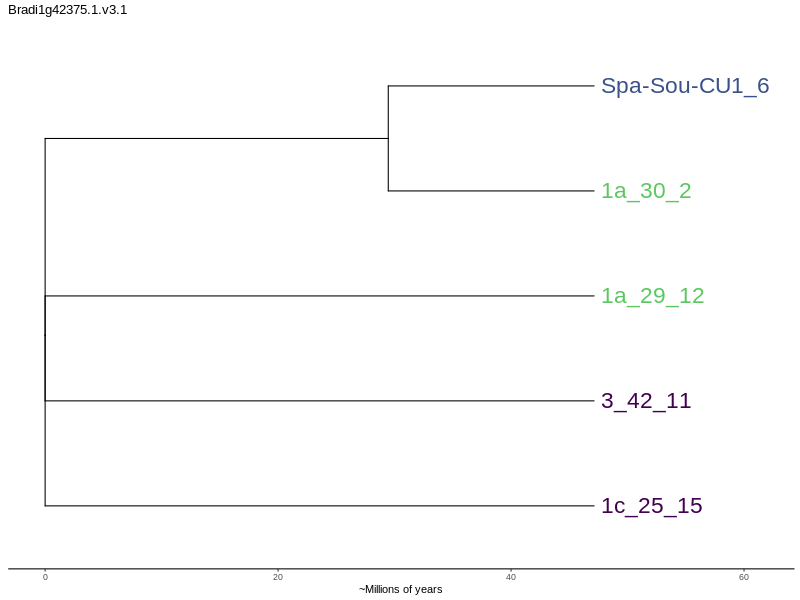 Bradi1g42375.1.v3.1
Spa-Sou-CU1_6
1a_30_2
1a_29_12
3_42_11
1c_25_15
0 20 40 60
~Millions of years